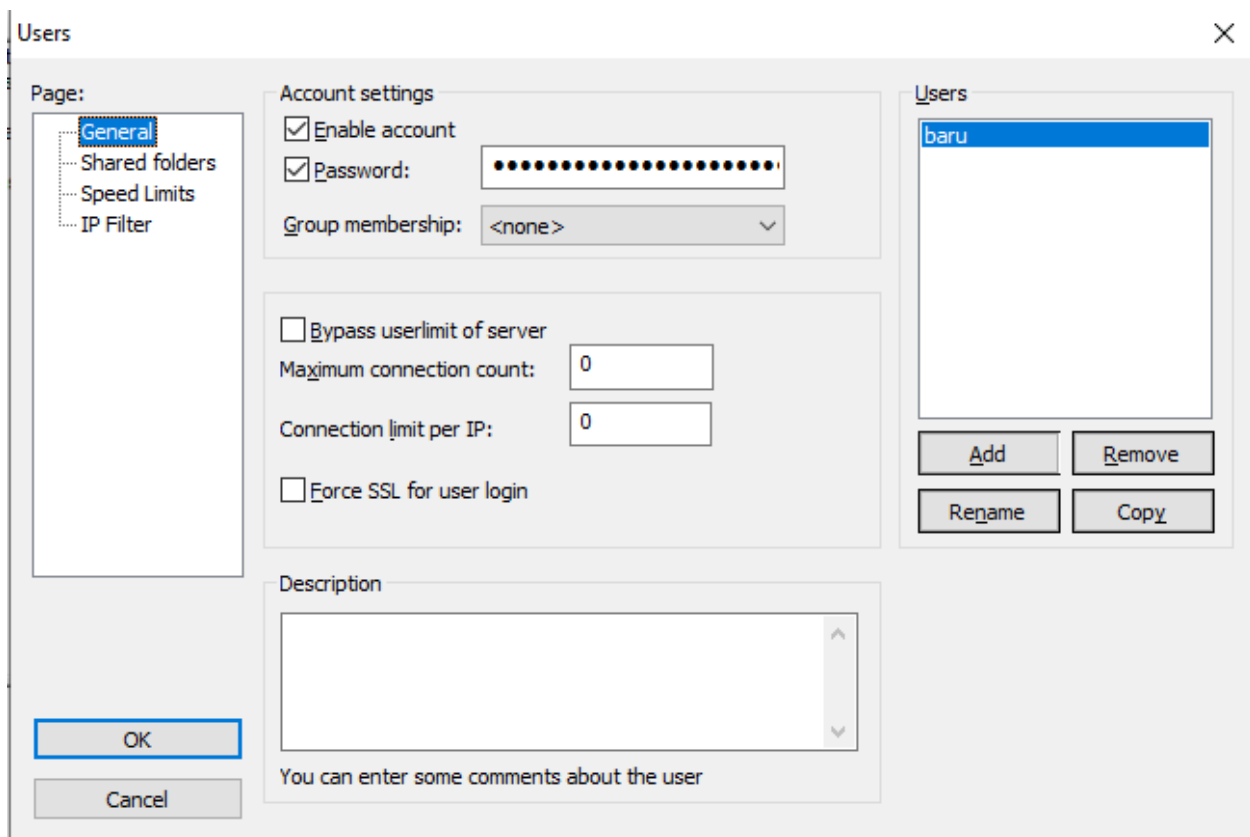 Users
Page:
General
Shared folders
Speed Limits
IP Filter
OK
Cancel
Account settings
Enable account
Password:
Group membership: <none>
Bypass userlimit of server
Maximum connection count: 0
Connection limit per IP: 0
Force SSL for user login
Description
You can enter some comments about the user
Users
baru
Add Remove
Rename Copy